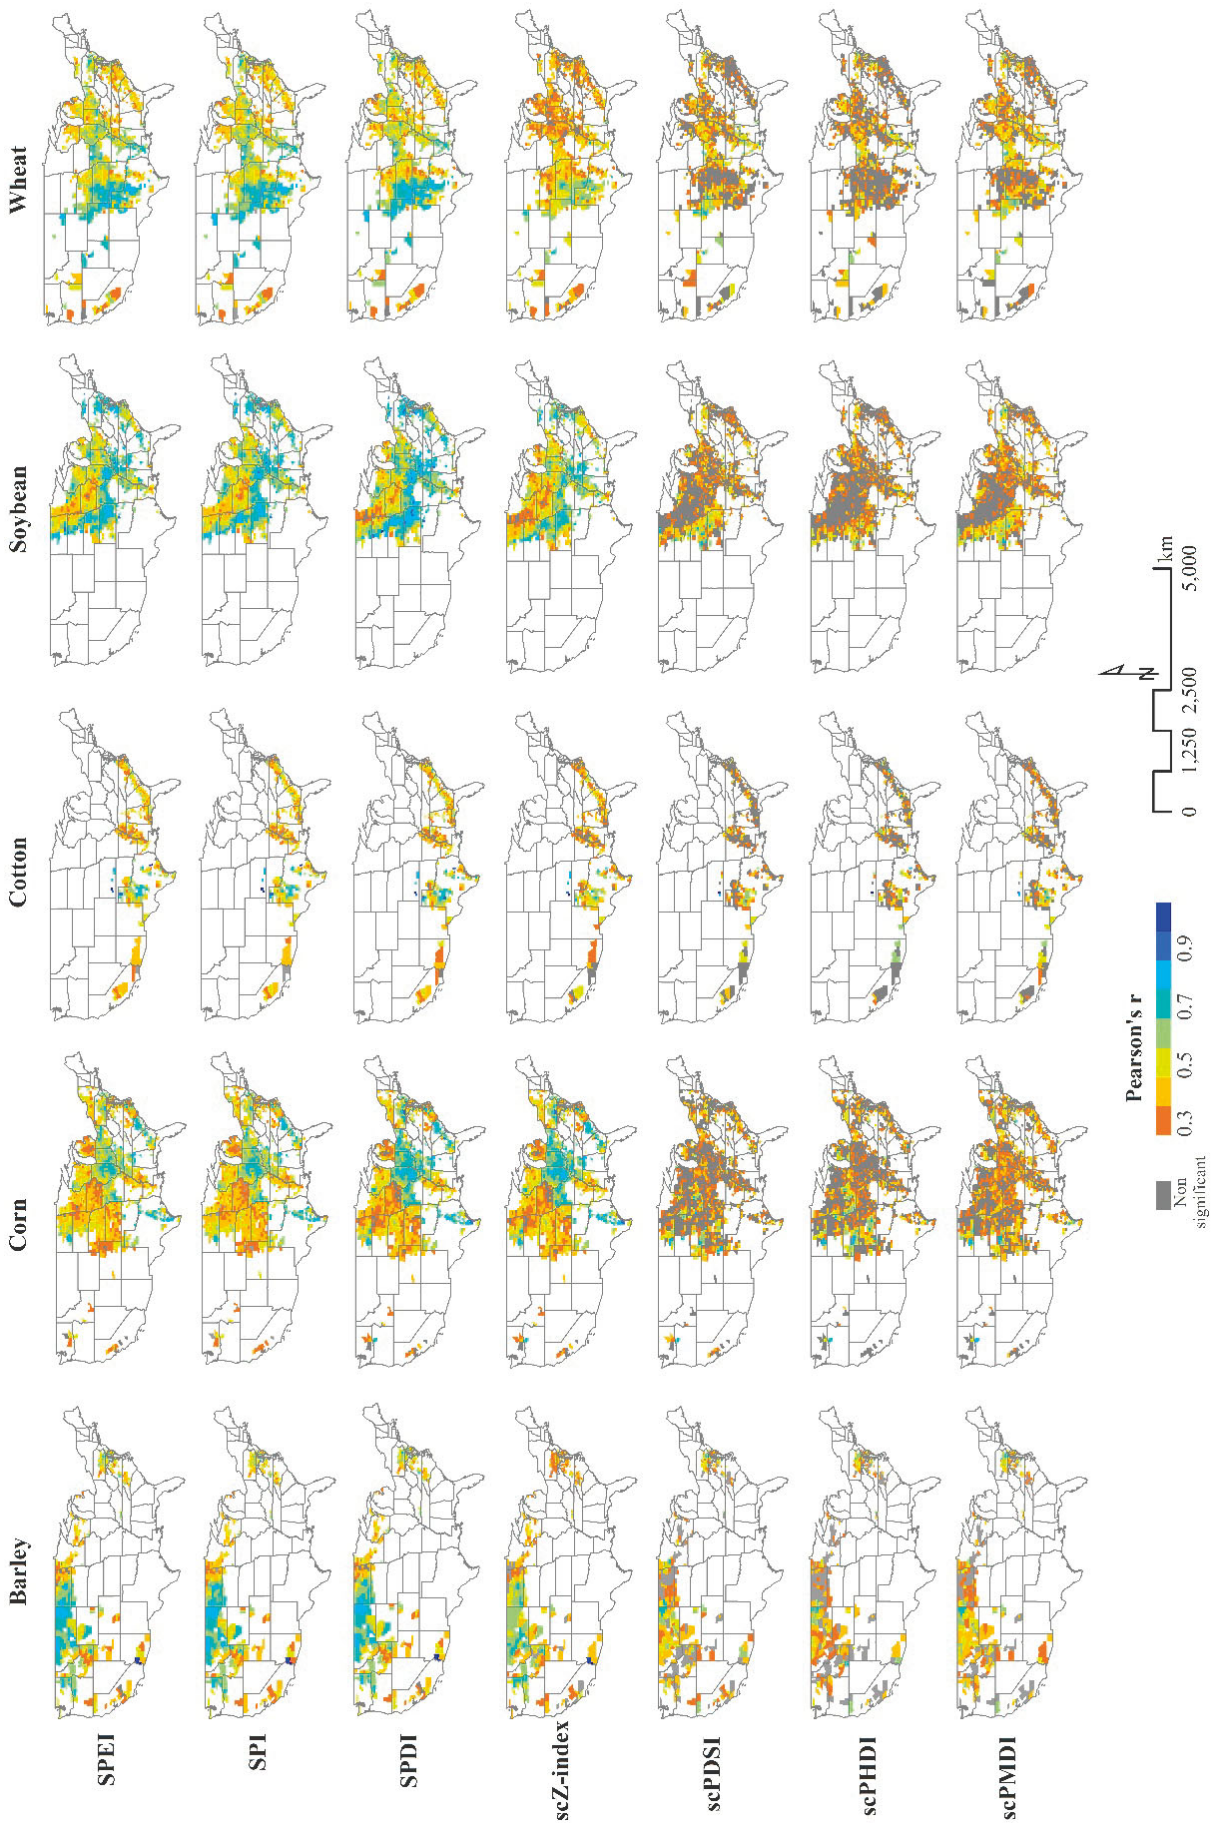 Barley
Corn
Cotton
Soybean
Wheat
SPEI
SPI
SPDI
scZ-index
scPDSI
scPHDI
scPMDI
Pearson's r
Non
significant
0.3 0.5 0.7 0.9
N
km
0 1,250 2,500 5,000